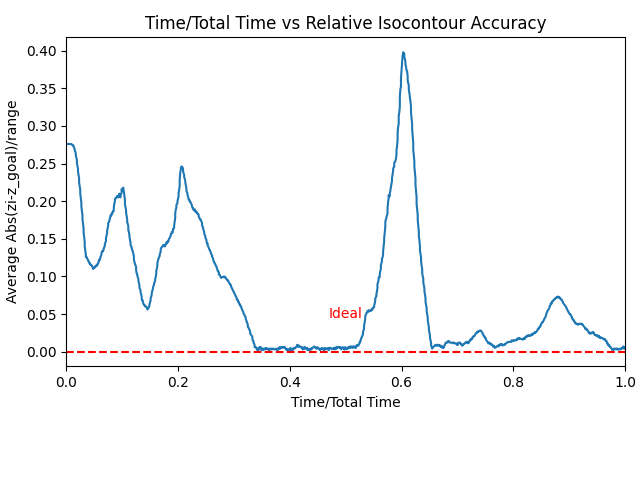 Time/Total Time vs Relative Isocontour Accuracy
Average Abs(zi-z_goal)/range
0.40
0.35
0.30
0.25
0.20
0.15
0.10
0.05
0.00
Ideal
0.0 0.2 0.4 0.6 0.8 1.0
Time/Total Time